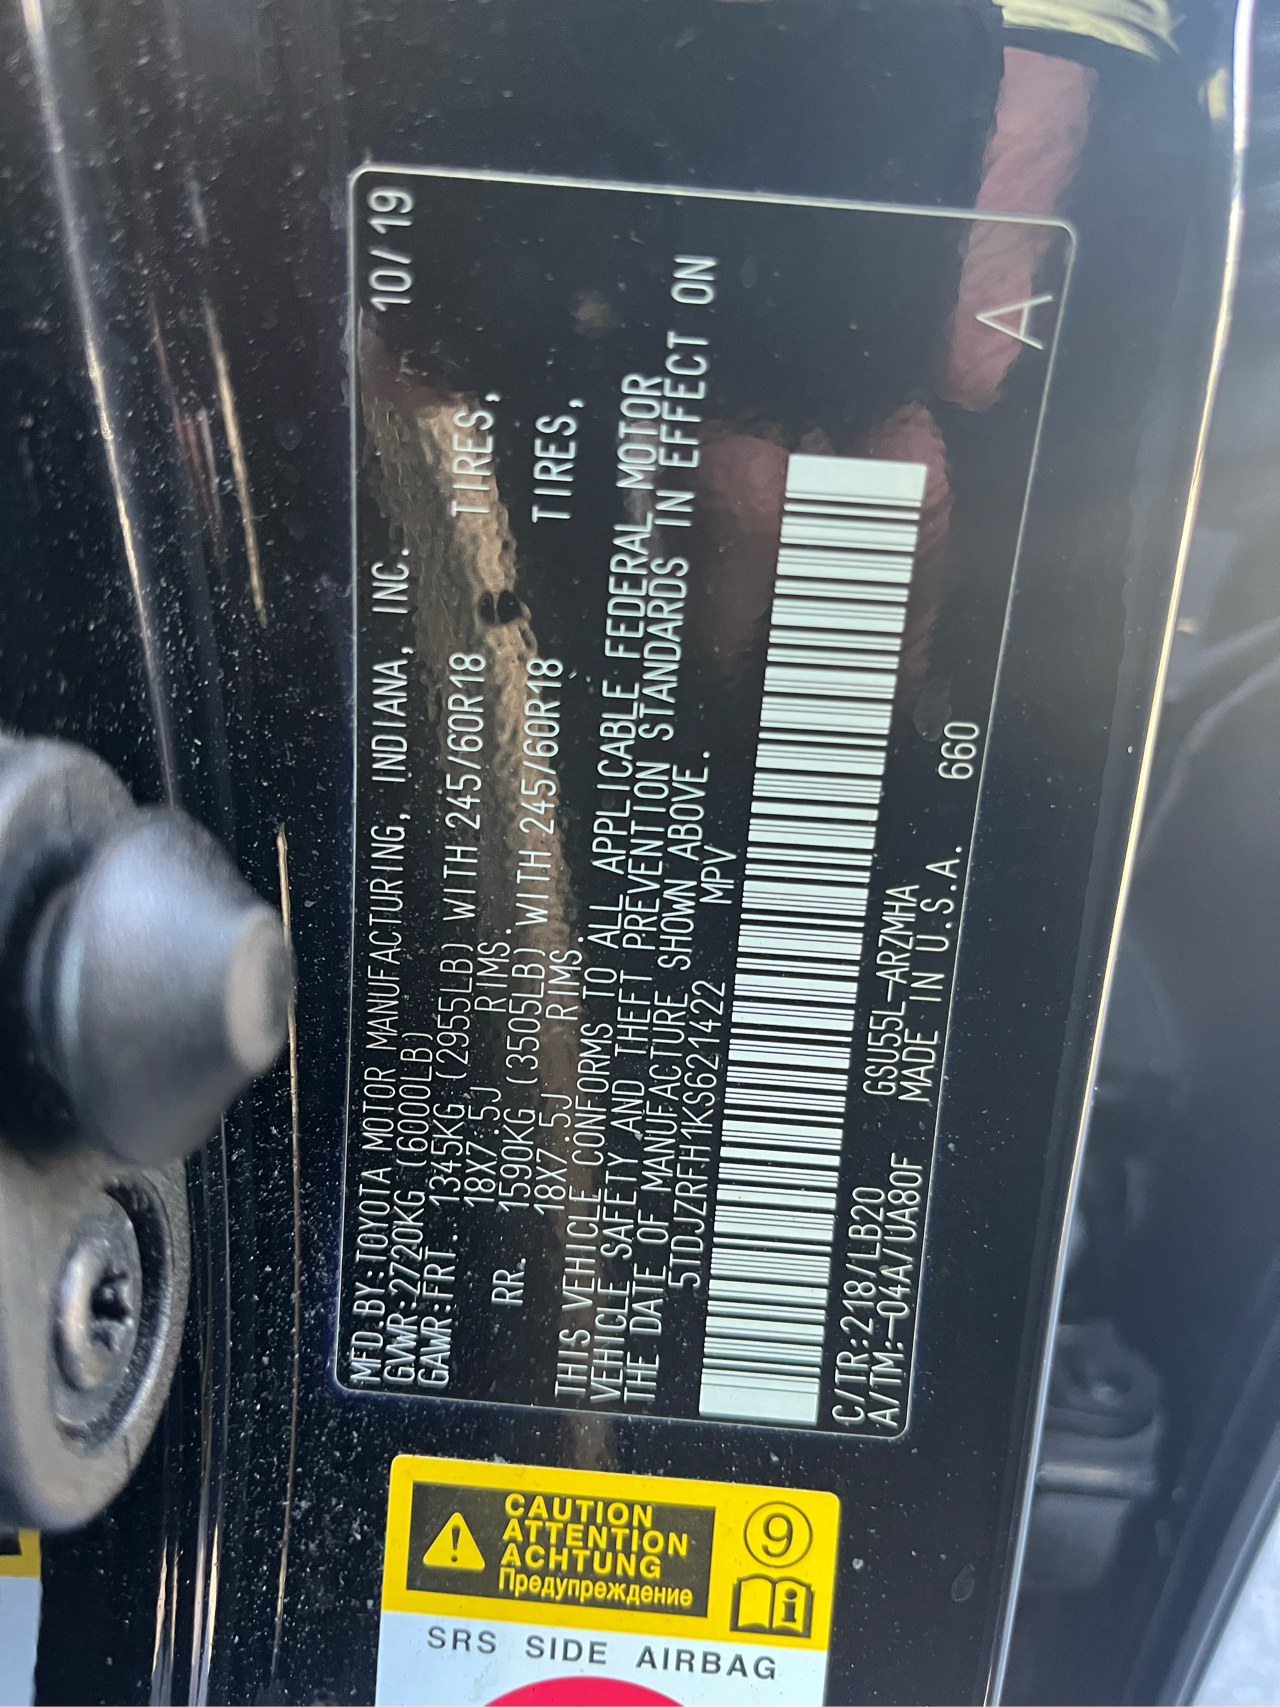 MFD.BY:TOYOTA MOTOR MANUFACTURING, INDIANA, INC. 10/19
GVWR:2720KG(6000LB)
GAWR:FRT. 1345KG (2955LB) WITH 245/60R18 TIRES,
18X7.5J RIMS.
RR. 1590KG (3505LB) WITH 245/60R18 TIRES,
18X7.5J RIMS.
THIS VEHICLE CONFORMS TO ALL APPLICABLE FEDERAL MOTOR
VEHICLE SAFETY AND THEFT PREVENTION STANDARDS IN EFFECT ON
THE DATE OF MANUFACTURE SHOWN ABOVE.
5TDJZRFH1KS621422 MPV
C/TR:218/LB20 GSU55L-ARZMHA
A/TM:-04A/UA80F MADE IN U.S.A. 660
A
CAUTION
ATTENTION
ACHTUNG
Предупреждение
9
i
SRS SIDE AIRBAG